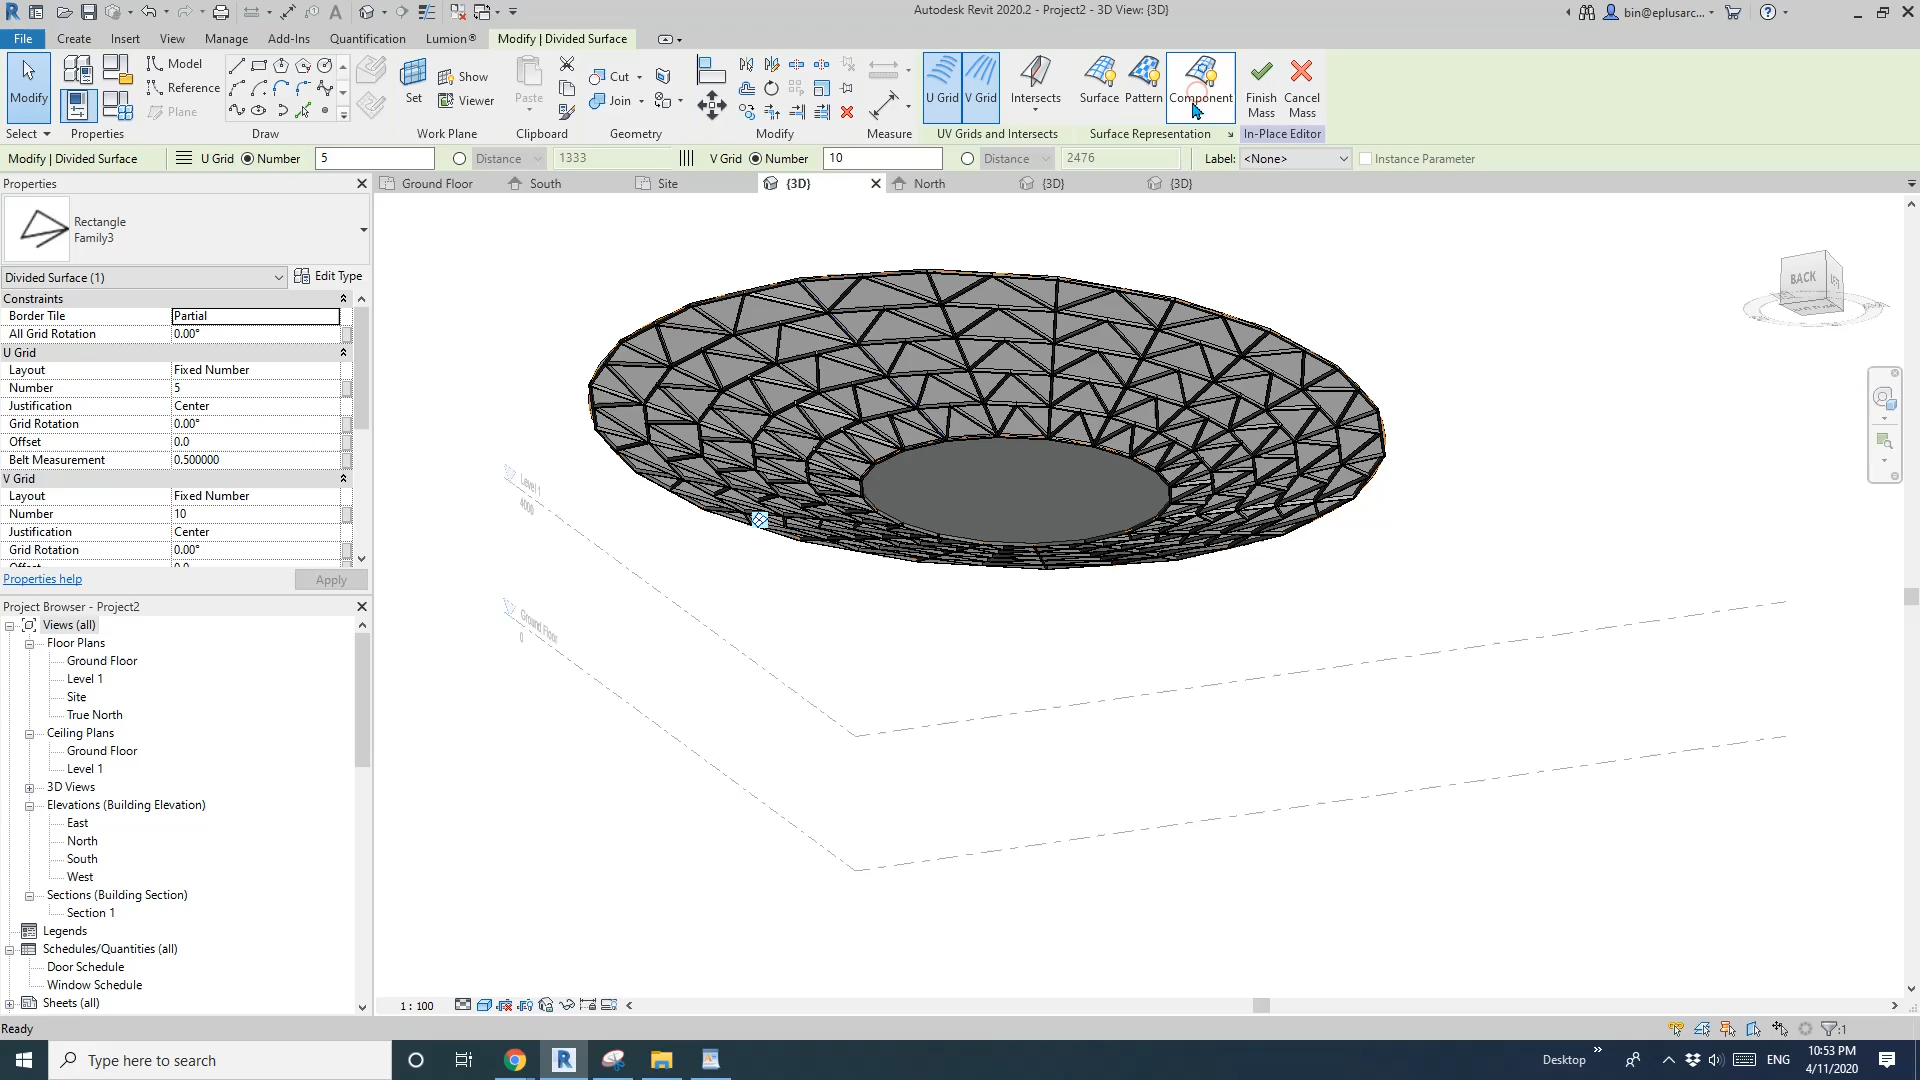 Autodesk Revit 2020.2 - Project2 - 3D View: {3D}
bin@eplusarc...
File Create Insert View Manage Add-Ins Quantification Lumion® Modify | Divided Surface
Modify
Select
Properties
Model
Reference
Plane
Draw
Set
Show
Viewer
Work Plane
Paste
Clipboard
Cut
Join
Geometry
Modify
Measure
U Grid
V Grid
Intersects
UV Grids and Intersects
Surface
Pattern
Component
Surface Representation
Finish Mass
Cancel Mass
In-Place Editor
Modify | Divided Surface U Grid Number 5 Distance 1333 V Grid Number 10 Distance 2476 Label: <None> Instance Parameter
Properties
Ground Floor South Site {3D} North {3D} {3D}
Rectangle
Family3
Divided Surface (1) Edit Type
Constraints
Border Tile Partial
All Grid Rotation 0.00°
U Grid
Layout Fixed Number
Number 5
Justification Center
Grid Rotation 0.00°
Offset 0.0
Belt Measurement 0.500000
V Grid
Layout Fixed Number
Number 10
Justification Center
Grid Rotation 0.00°
Offset 0.0
Properties help Apply
Project Browser - Project2
Views (all)
Floor Plans
Ground Floor
Level 1
Site
True North
Ceiling Plans
Ground Floor
Level 1
3D Views
Elevations (Building Elevation)
East
North
South
West
Sections (Building Section)
Section 1
Legends
Schedules/Quantities (all)
Door Schedule
Window Schedule
Sheets (all)
Level 1
4000
Ground Floor
0
BACK
1 : 100
Ready
:1
Type here to search
Desktop
ENG
10:53 PM
4/11/2020